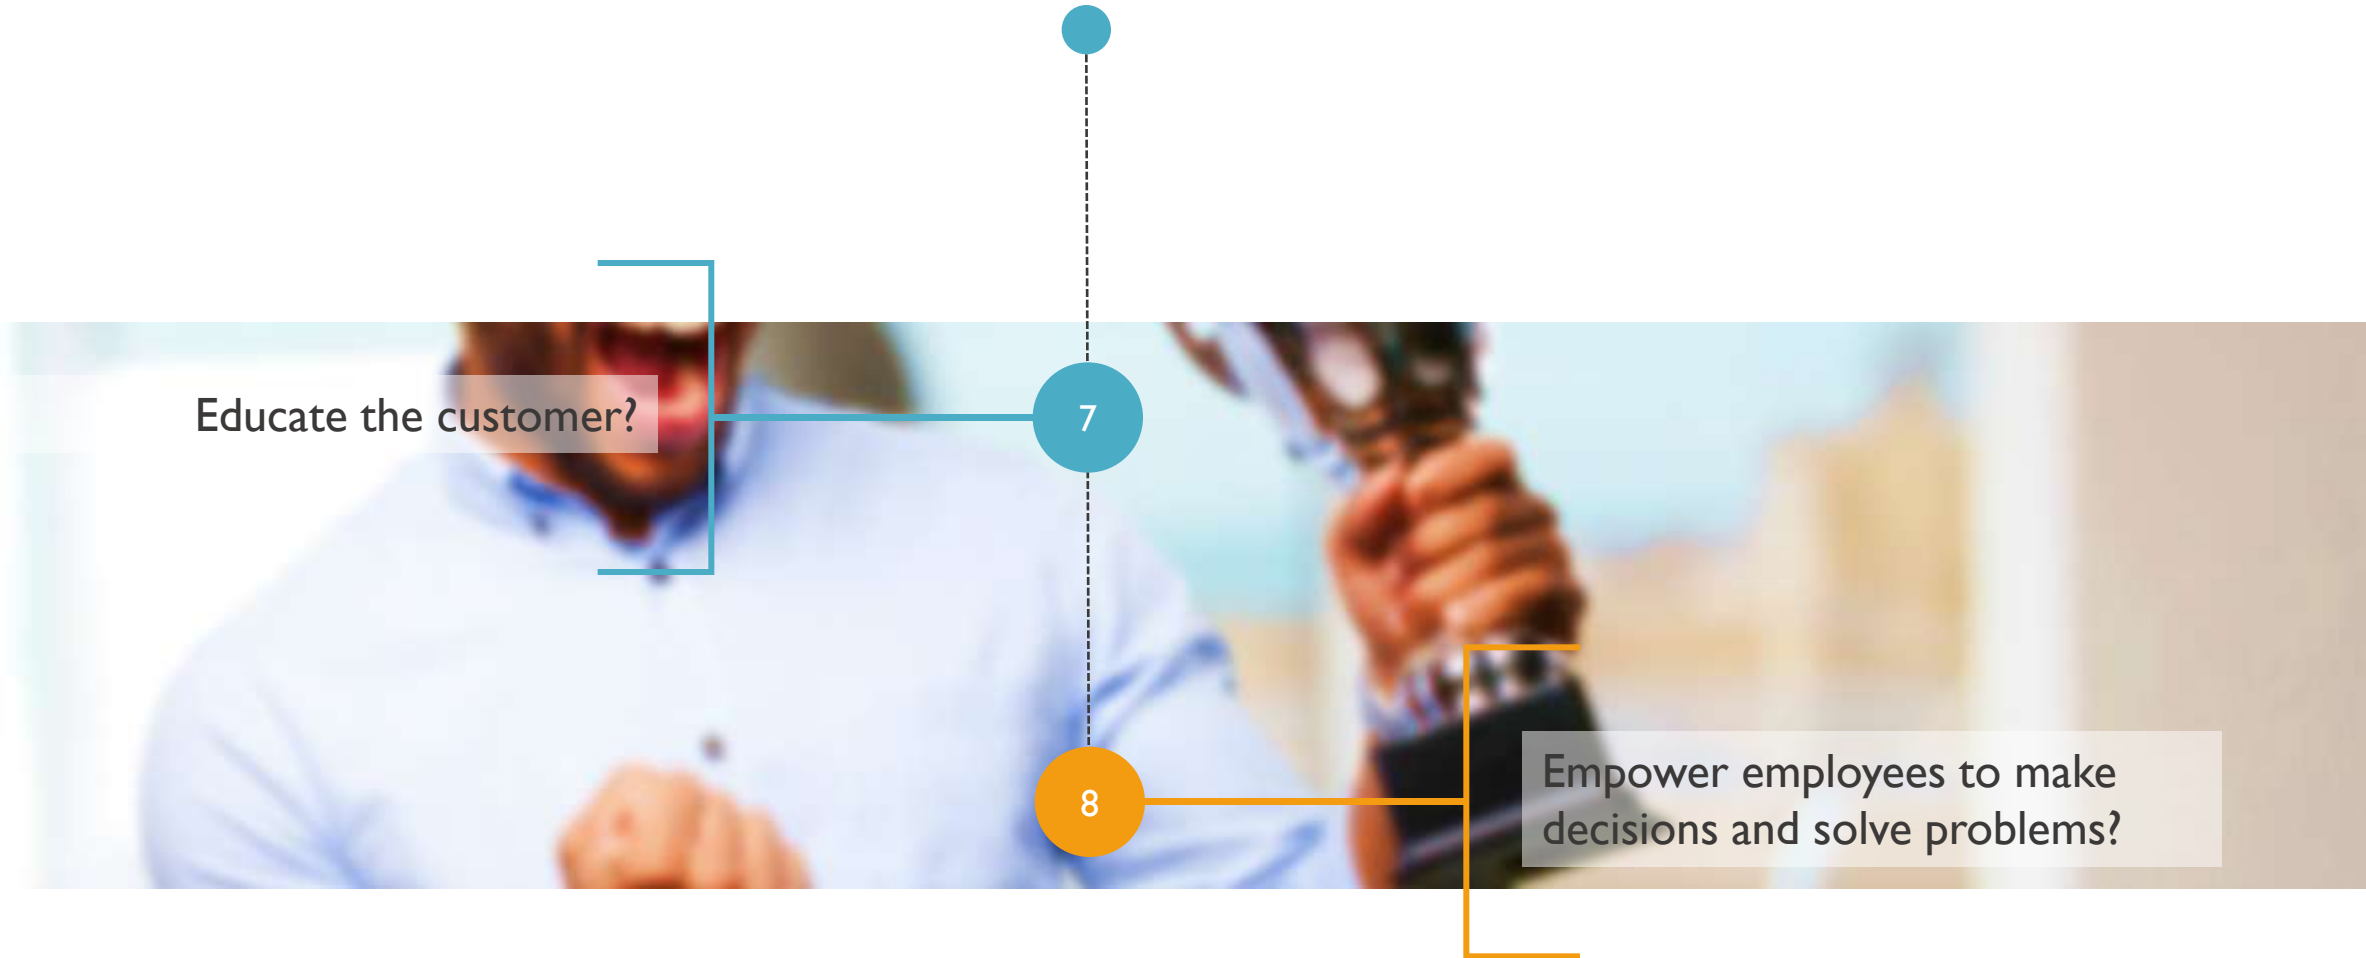 Educate the customer?
7
8
Empower employees to make
decisions and solve problems?